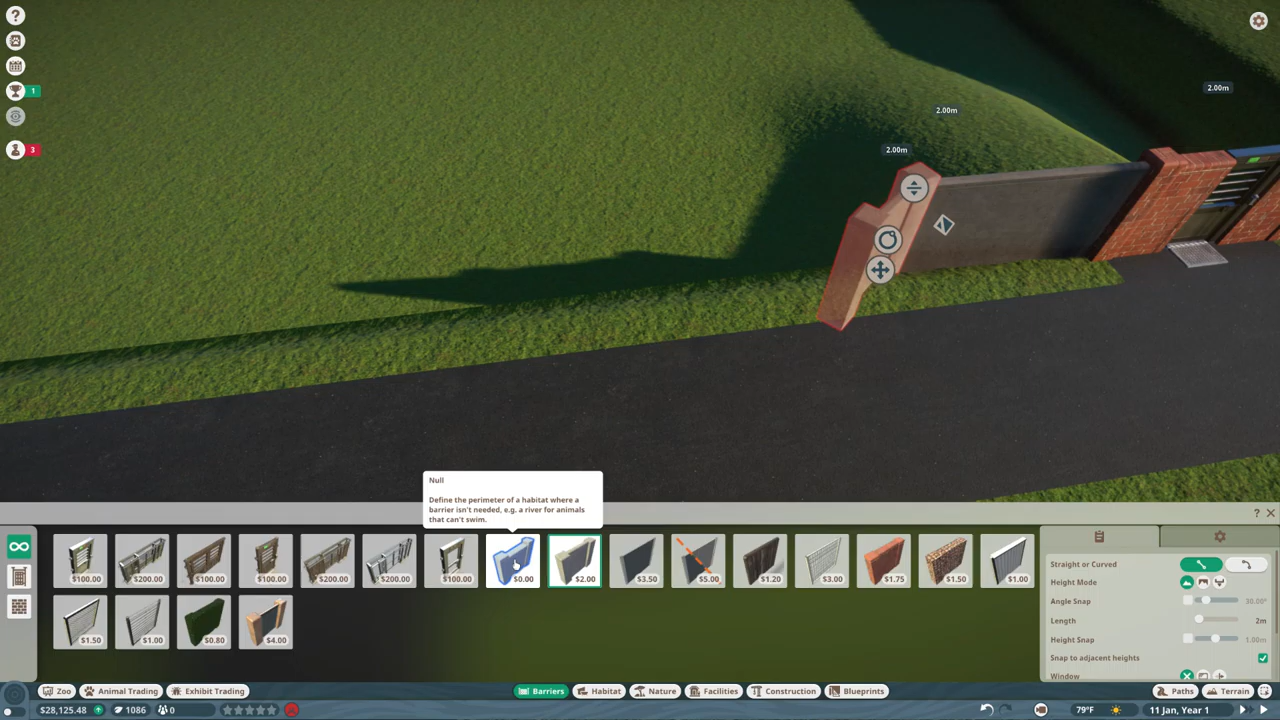 ?
1
3
2.00m
2.00m
2.00m
Null
Define the perimeter of a habitat where a
barrier isn't needed, e.g. a river for animals
that can't swim.
?
$100.00
$200.00
$100.00
$100.00
$200.00
$200.00
$100.00
$0.00
$2.00
$3.50
$5.00
$1.20
$3.00
$1.75
$1.50
$1.00
$1.50
$1.00
$0.80
$4.00
Straight or Curved
Height Mode
Angle Snap 30.00°
Length 2m
Height Snap 1.00m
Snap to adjacent heights
Window
Zoo
Animal Trading
Exhibit Trading
Barriers
Habitat
Nature
Facilities
Construction
Blueprints
Paths
Terrain
$28,125.48
1086
0
79°F
11 Jan, Year 1